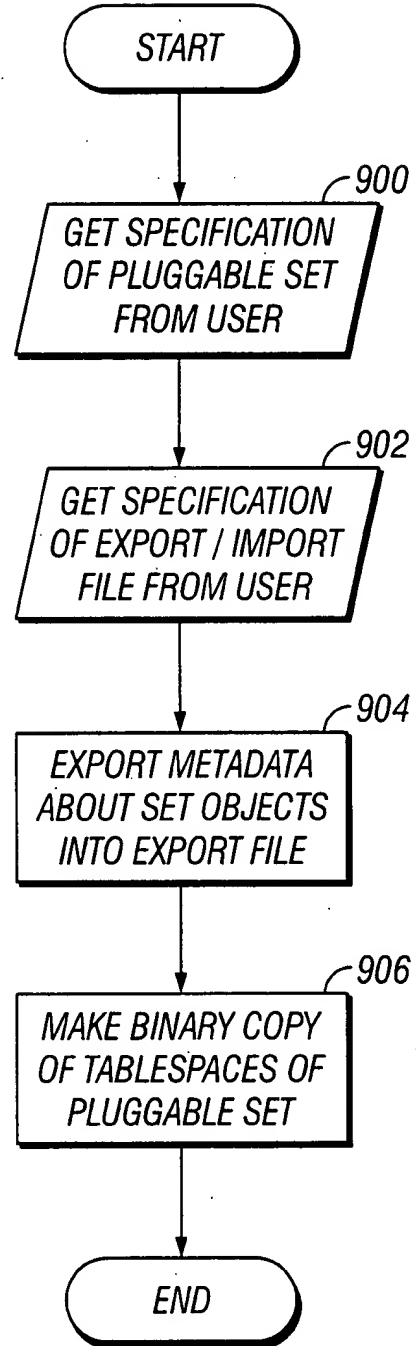 START
900
GET SPECIFICATION
OF PLUGGABLE SET
FROM USER
902
GET SPECIFICATION
OF EXPORT / IMPORT
FILE FROM USER
904
EXPORT METADATA
ABOUT SET OBJECTS
INTO EXPORT FILE
906
MAKE BINARY COPY
OF TABLESPACES OF
PLUGGABLE SET
END